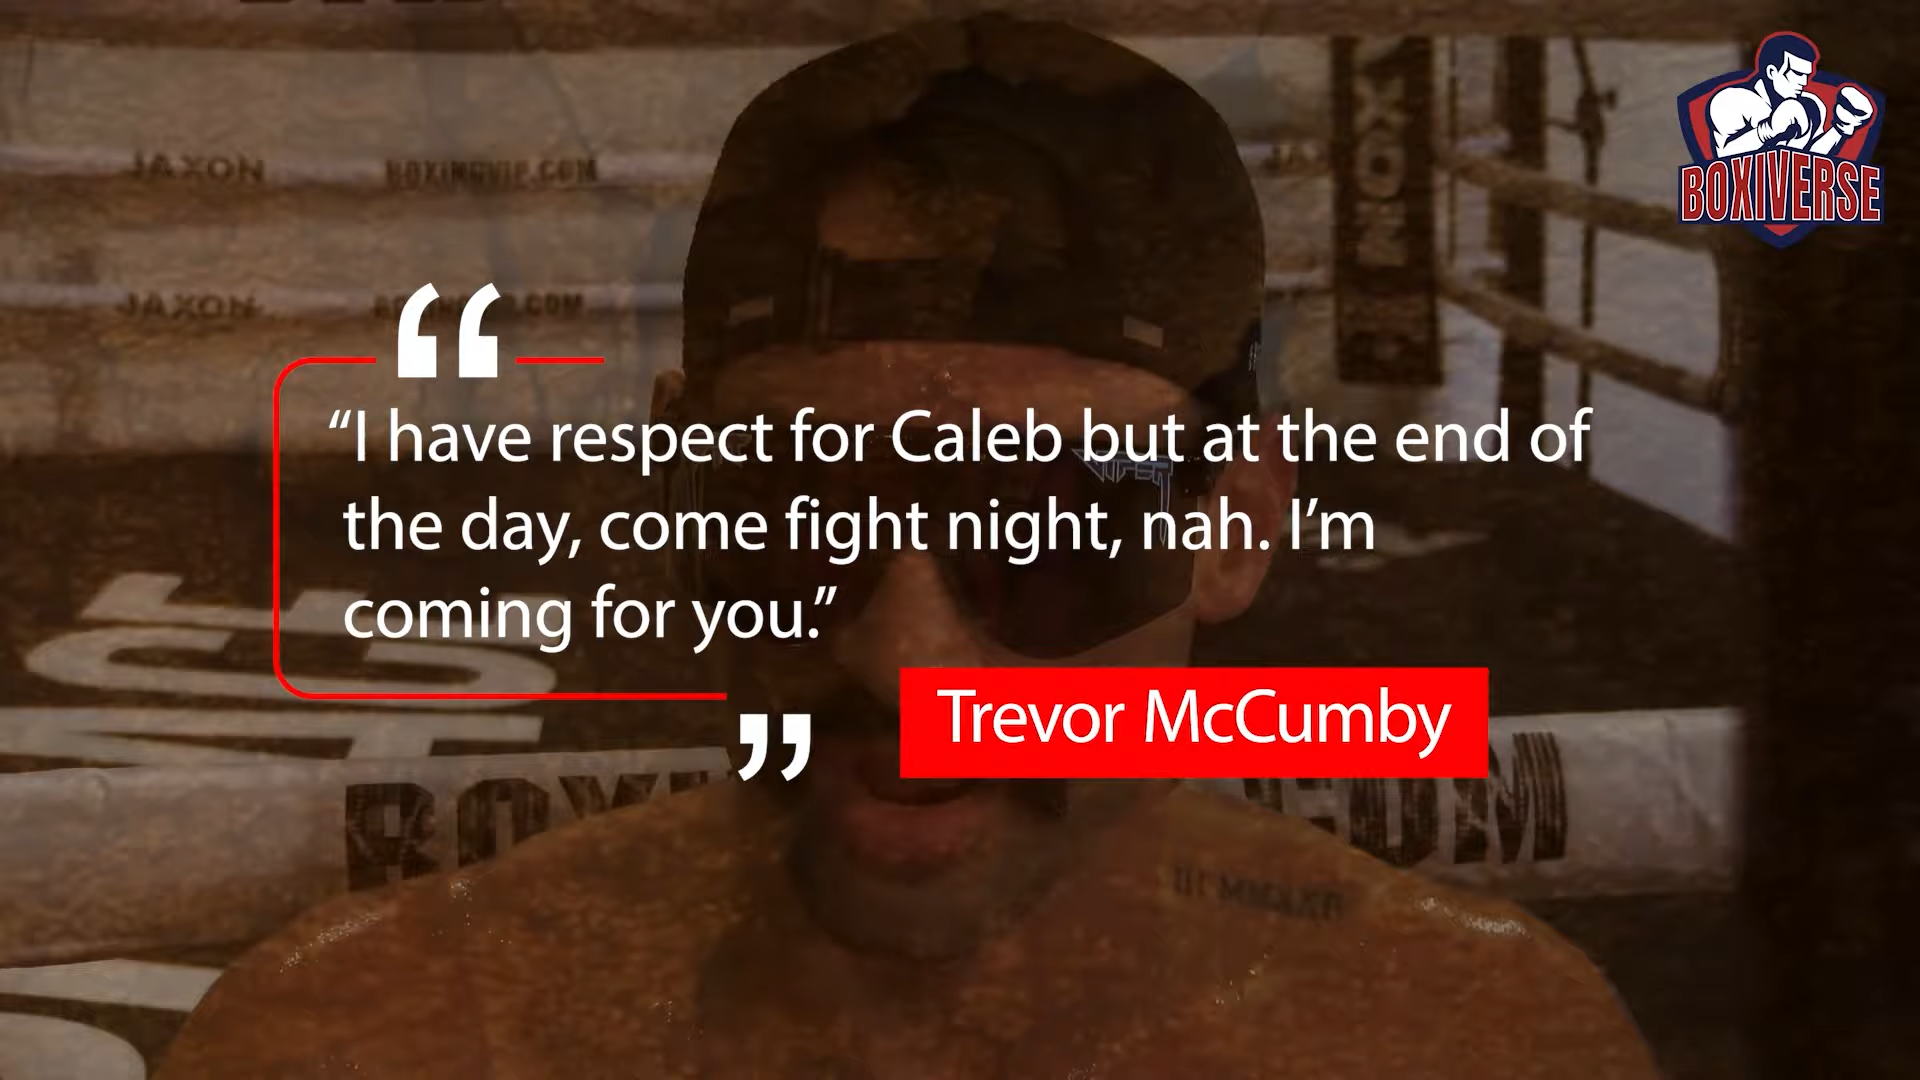 JAXON
BOXINGVIP.COM
BOXIVERSE
JAXON
“
“I have respect for Caleb but at the end of
the day, come fight night, nah. I’m
coming for you.”
”
Trevor McCumby